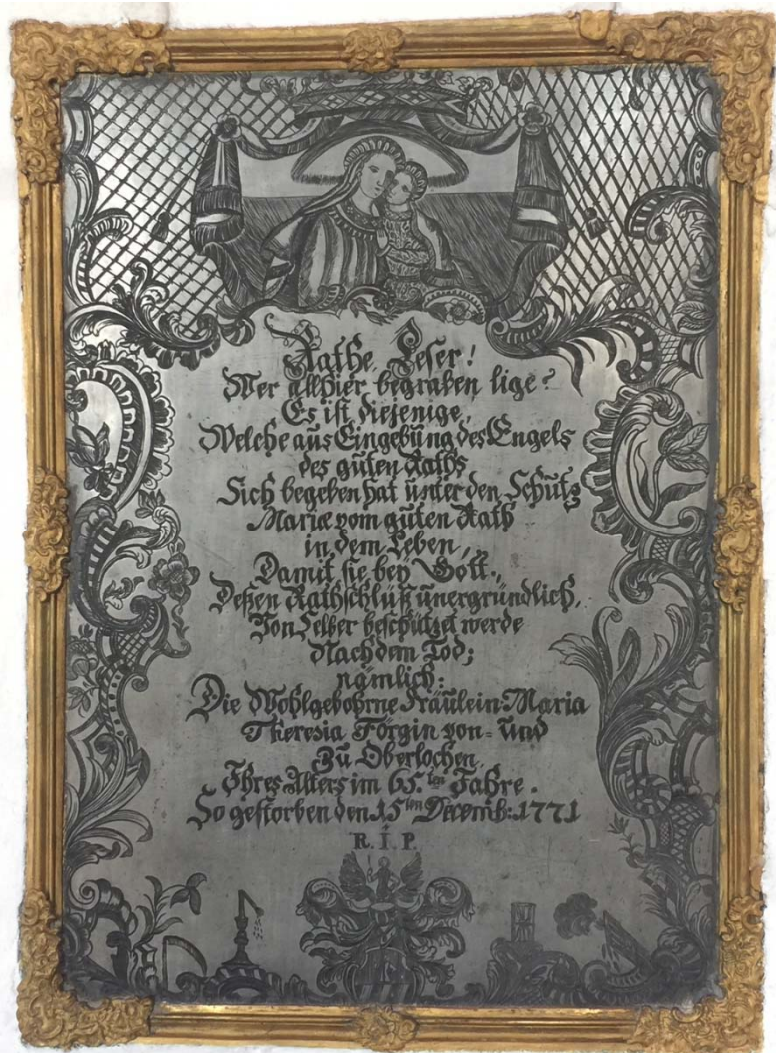 Rathe Leser!
Wer allhier begraben lige?
Es ist diejenige,
Welche aus Eingebung des Engels
des guten Raths
Sich begeben hat unter den Schutz
Mariæ vom guten Rath
in dem Leben,
Damit sie bey Gott,
Deßen Rathschluß unergründlich,
Von selber beschützet werde
Nach dem Tod;
nämlich:
Die Wohlgebohrne Fräulein Maria
Theresia Förgin von= und
Zu Oberlochen
Ihres Alters im 65.ten Jahre.
So gestorben den 15ten Decemb: 1771
R. I. P.